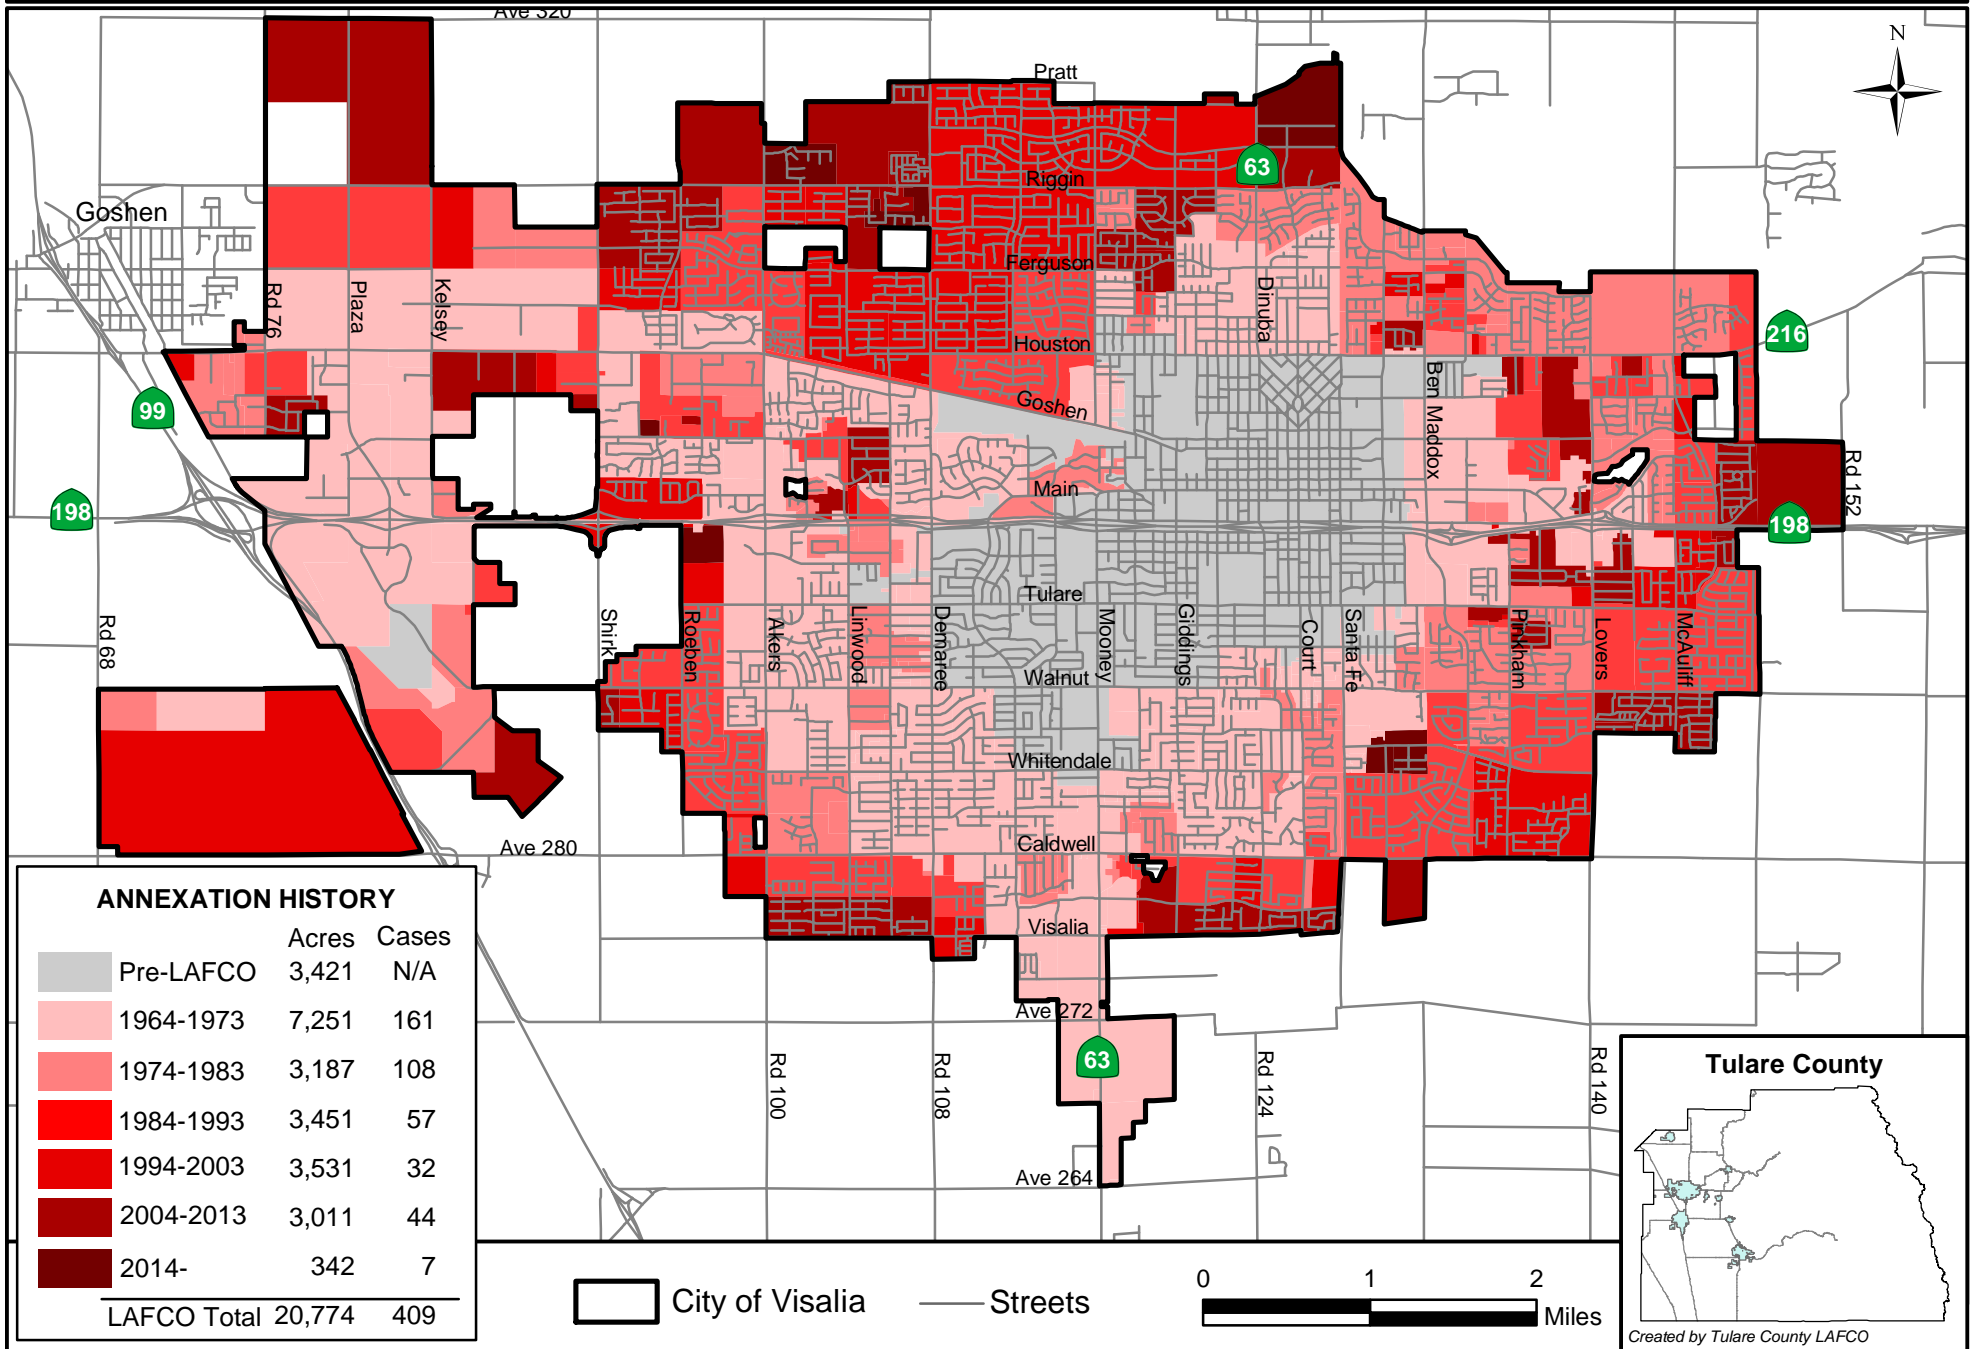 Ave 320
N
Pratt
63
Riggin
Goshen
Ferguson
Rd 76
Plaza
Kelsey
Dinuba
216
Houston
Ben Maddox
99
Goshen
Main
Rd 152
198
198
Tulare
Rd 68
Shirk
Roeben
Akers
Linwood
Demaree
Mooney
Giddings
Court
Santa Fe
Pinkham
Lovers
McAuliff
Walnut
Whitendale
Caldwell
Ave 280
Visalia
Ave 272
63
Rd 100
Rd 108
Rd 124
Rd 140
Ave 264
ANNEXATION HISTORY
Acres Cases
Pre-LAFCO 3,421 N/A
1964-1973 7,251 161
1974-1983 3,187 108
1984-1993 3,451 57
1994-2003 3,531 32
2004-2013 3,011 44
2014- 342 7
LAFCO Total 20,774 409
City of Visalia
Streets
0 1 2
Miles
Tulare County
Created by Tulare County LAFCO